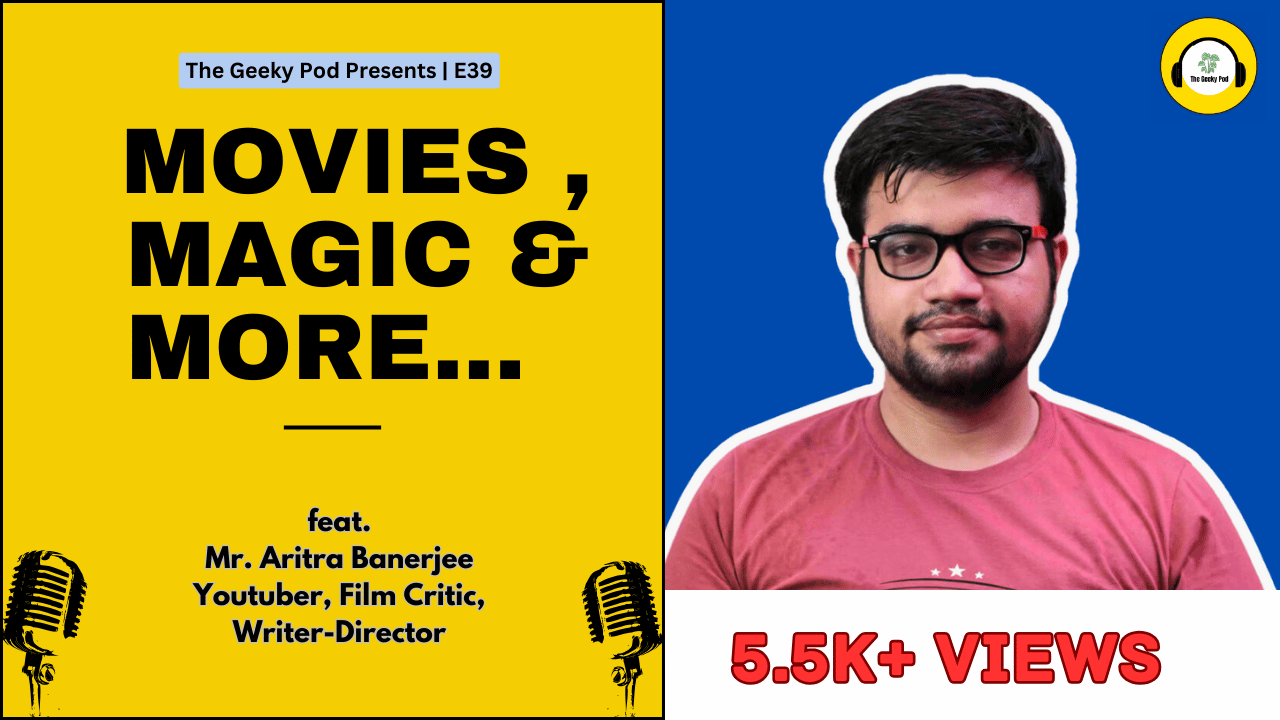 The Geeky Pod Presents | E39
MOVIES ,
MAGIC &
MORE...
feat.
Mr. Aritra Banerjee
Youtuber, Film Critic,
Writer-Director
The Geeky Pod
5.5K+ VIEWS